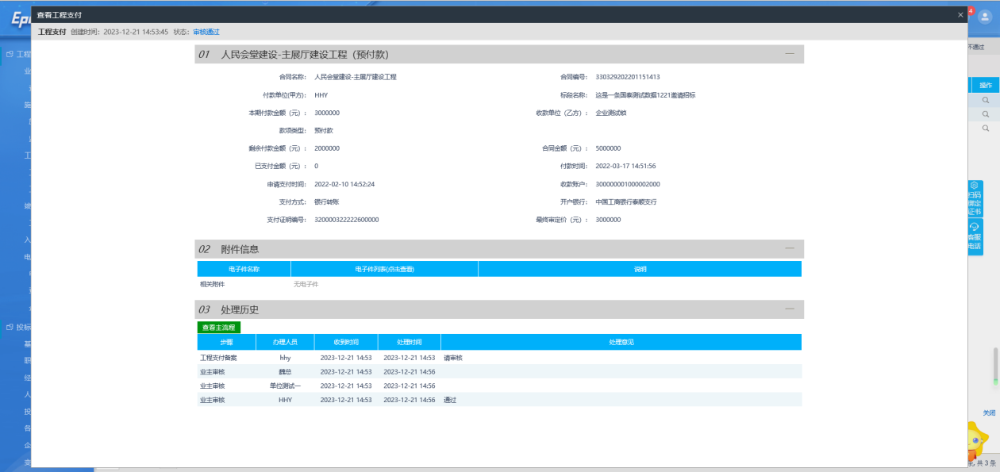 查看工程支付
4
工程支付 创建时间: 2023-12-21 14:53:45 状态: 审核通过
不通过
01 人民会堂建设-主展厅建设工程（预付款）
合同名称: 人民会堂建设-主展厅建设工程 合同编号: 330329202201151413
付款单位(甲方): HHY 标段名称: 这是一条国泰测试数据1221邀请招标
本期付款金额（元）: 3000000 收款单位（乙方）: 企业测试锁
款项类型: 预付款
剩余付款金额（元）: 2000000 合同金额（元）: 5000000
已支付金额（元）: 0 付款时间: 2022-03-17 14:51:56
申请支付时间: 2022-02-10 14:52:24 收款账户: 300000001000002000
支付方式: 银行转账 开户银行: 中国工商银行泰顺支行
支付证明编号: 320000322222600000 最终审定价（元）: 3000000
02 附件信息
电子件名称 电子件列表(点击查看) 说明
相关附件 无电子件
03 处理历史
查看主流程
步骤 办理人员 收到时间 处理时间 处理意见
工程支付备案 hhy 2023-12-21 14:53 2023-12-21 14:53 请审核
业主审核 魏总 2023-12-21 14:53 2023-12-21 14:56
业主审核 单位测试一 2023-12-21 14:53 2023-12-21 14:56
业主审核 HHY 2023-12-21 14:53 2023-12-21 14:56 通过
操作
扫码
绑定
证书
客服
电话
关闭
共 3 条
工程
投标